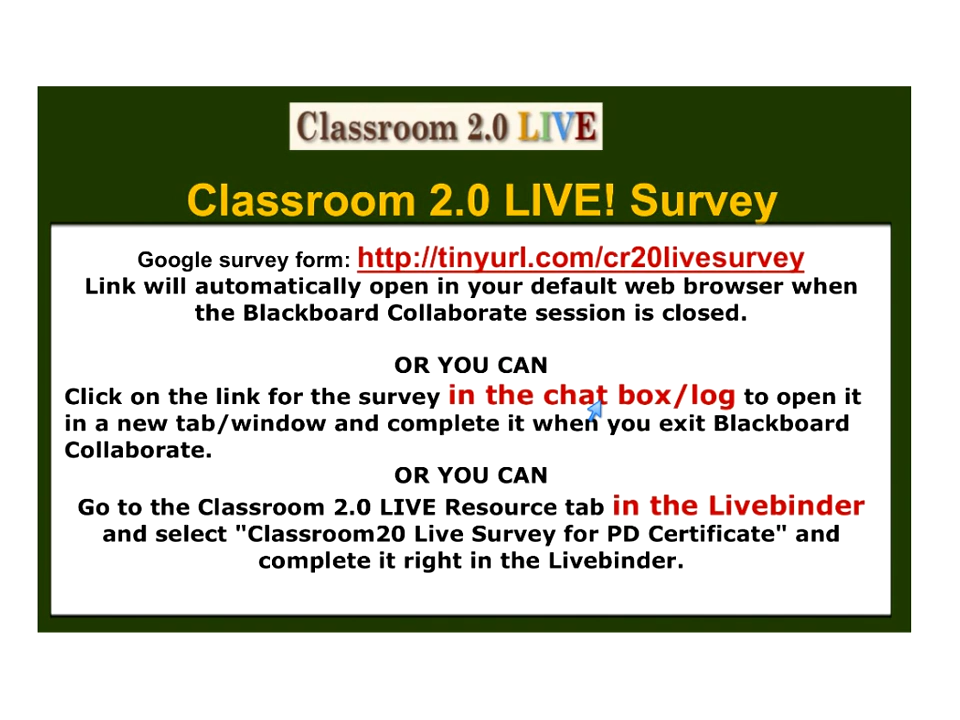 Classroom 2.0 LIVE
Classroom 2.0 LIVE! Survey
Google survey form: http://tinyurl.com/cr20livesurvey
Link will automatically open in your default web browser when
the Blackboard Collaborate session is closed.
OR YOU CAN
Click on the link for the survey in the chat box/log to open it
in a new tab/window and complete it when you exit Blackboard
Collaborate.
OR YOU CAN
Go to the Classroom 2.0 LIVE Resource tab in the Livebinder
and select "Classroom20 Live Survey for PD Certificate" and
complete it right in the Livebinder.